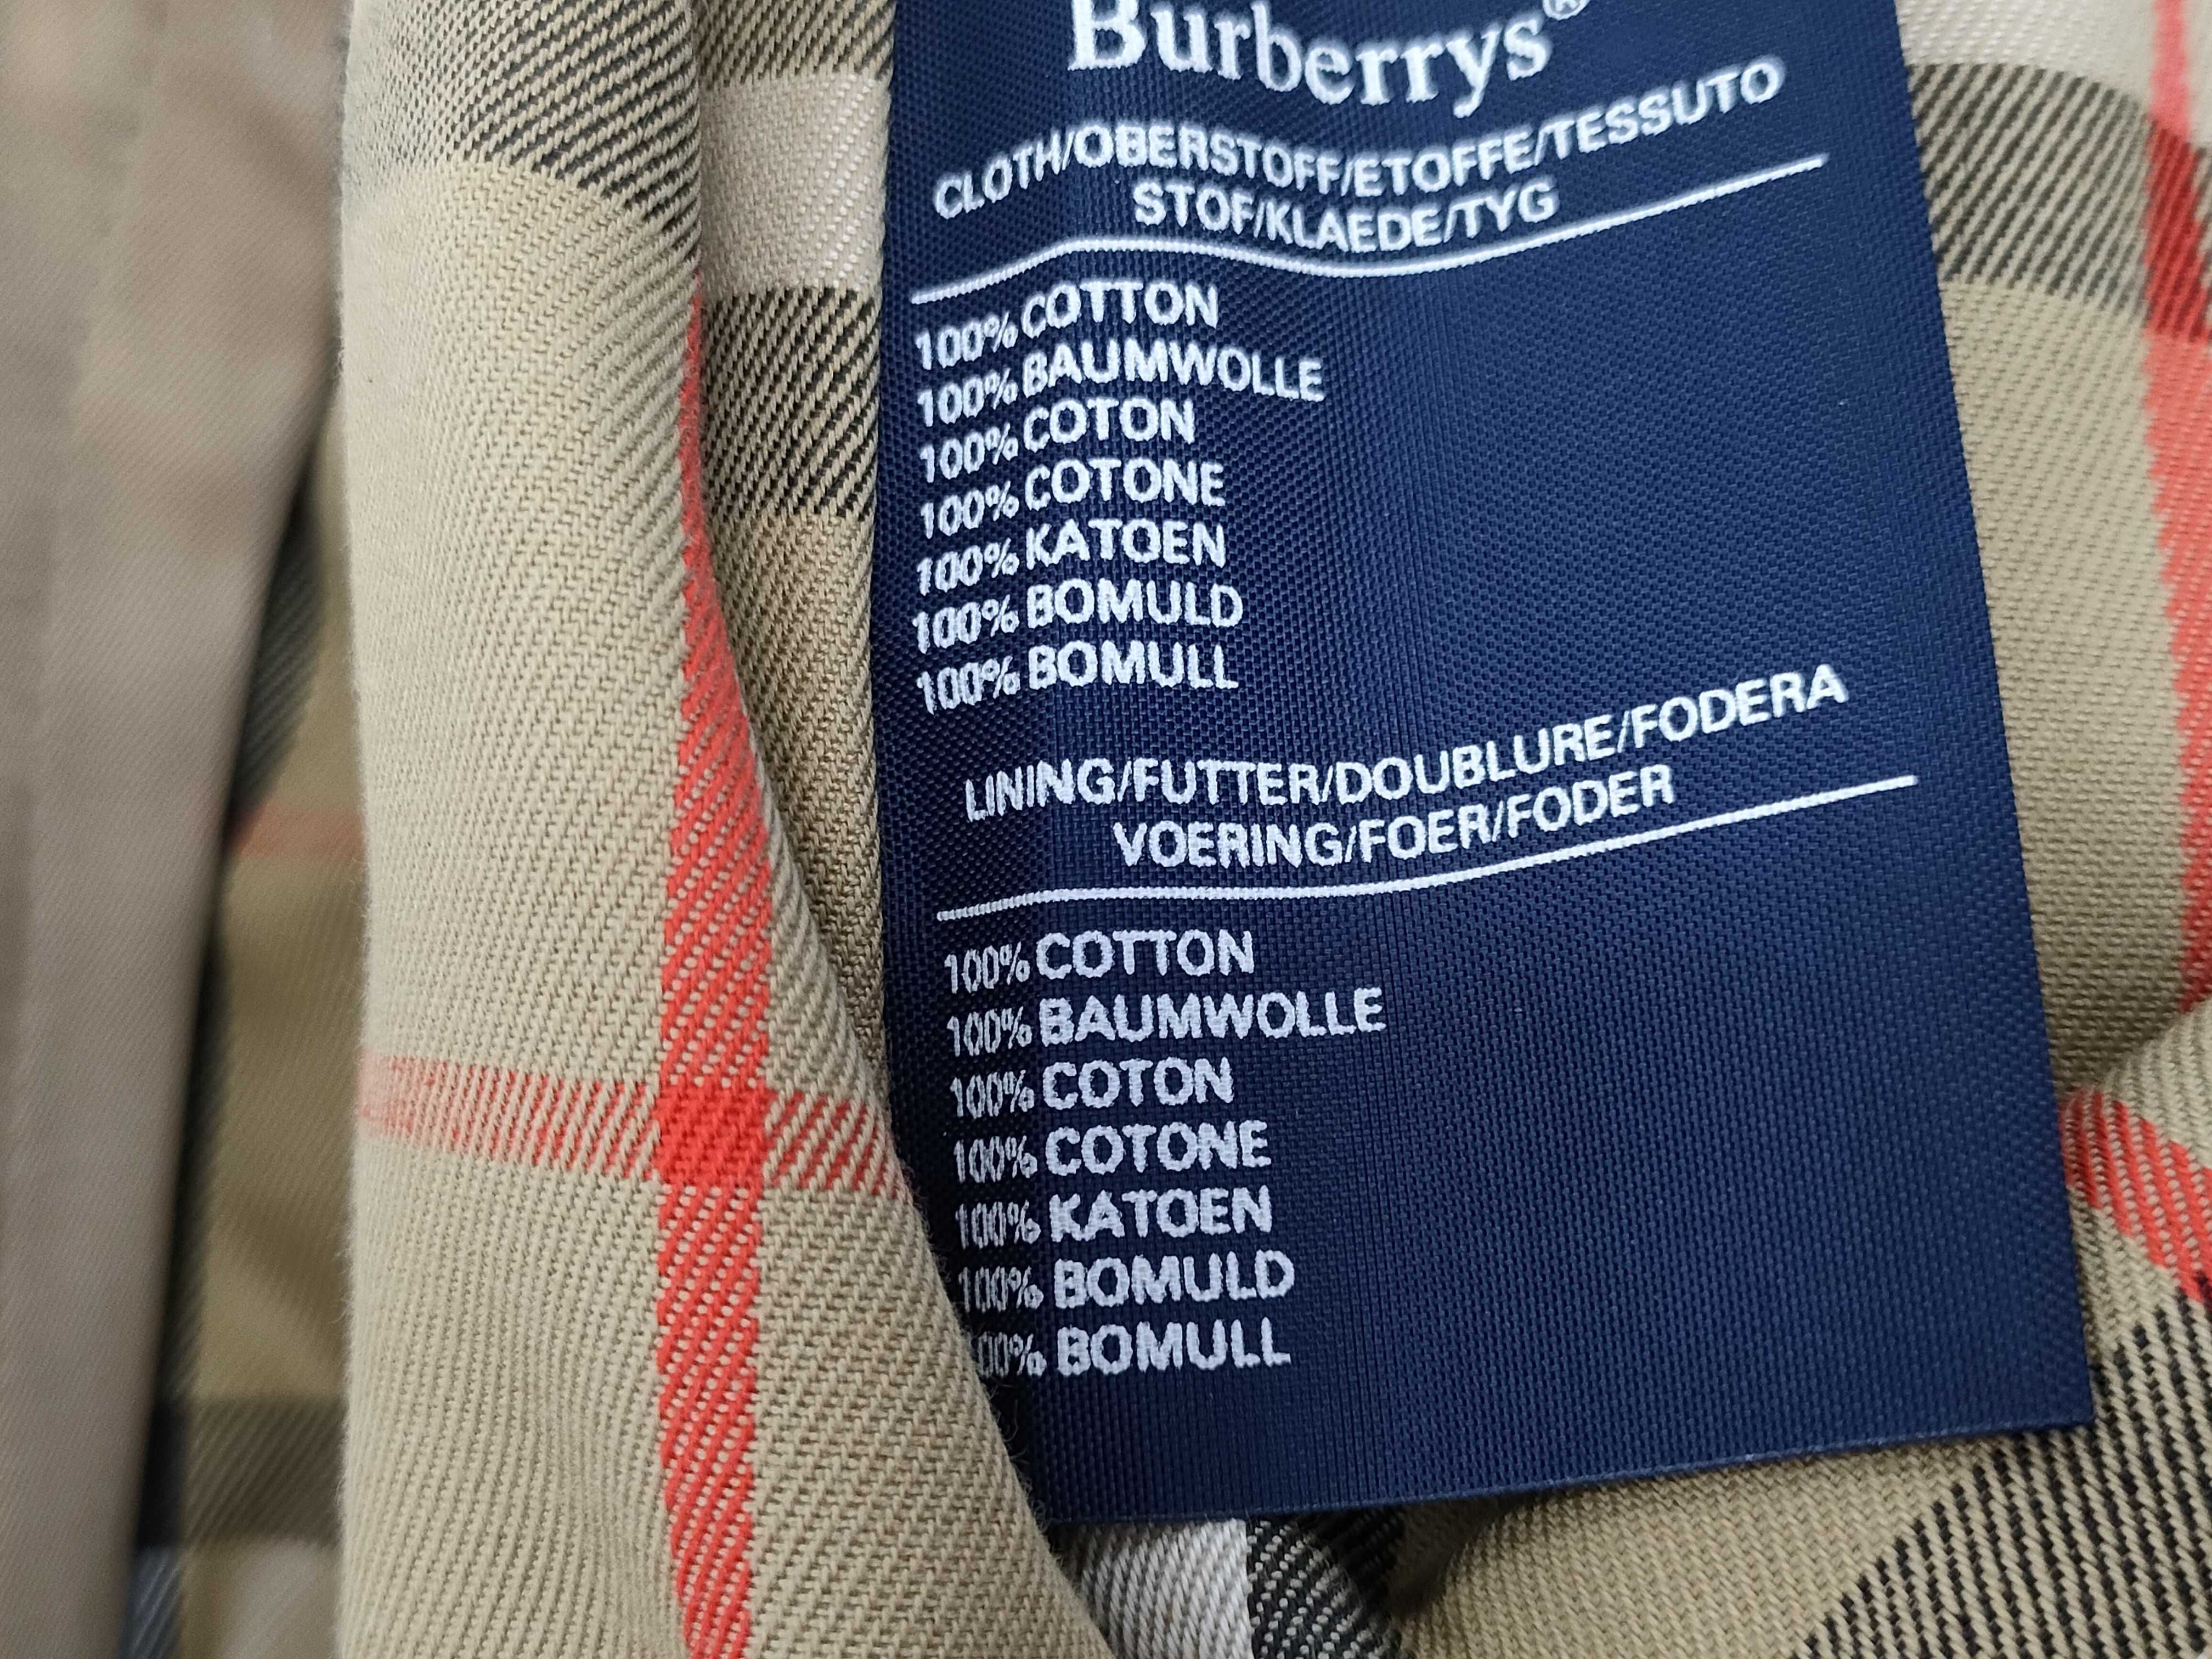 Burberrys®
CLOTH/OBERSTOFF/ETOFFE/TESSUTO
STOF/KLAEDE/TYG
100% COTTON
100% BAUMWOLLE
100% COTON
100% COTONE
100% KATOEN
100% BOMULD
100% BOMULL
LINING/FUTTER/DOUBLURE/FODERA
VOERING/FOER/FODER
100% COTTON
100% BAUMWOLLE
100% COTON
100% COTONE
100% KATOEN
100% BOMULD
100% BOMULL